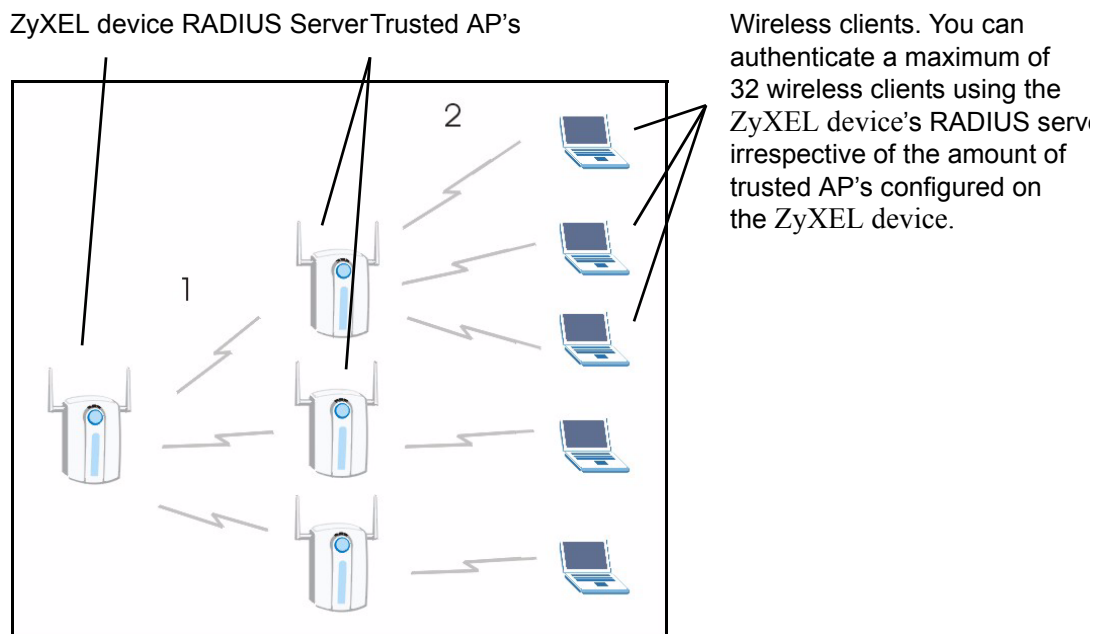 ZyXEL device RADIUS Server Trusted AP's
Wireless clients. You can
authenticate a maximum of
32 wireless clients using the
ZyXEL device's RADIUS serv
irrespective of the amount of
trusted AP's configured on
the ZyXEL device.
2
1